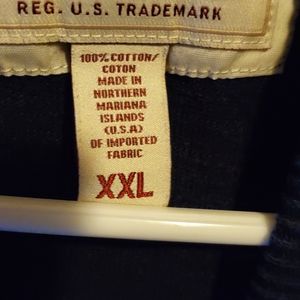 REG. U.S. TRADEMARK
100% COTTON/
COTON
MADE IN
NORTHERN
MARIANA
ISLANDS
(U.S.A)
OF IMPORTED
FABRIC
XXL